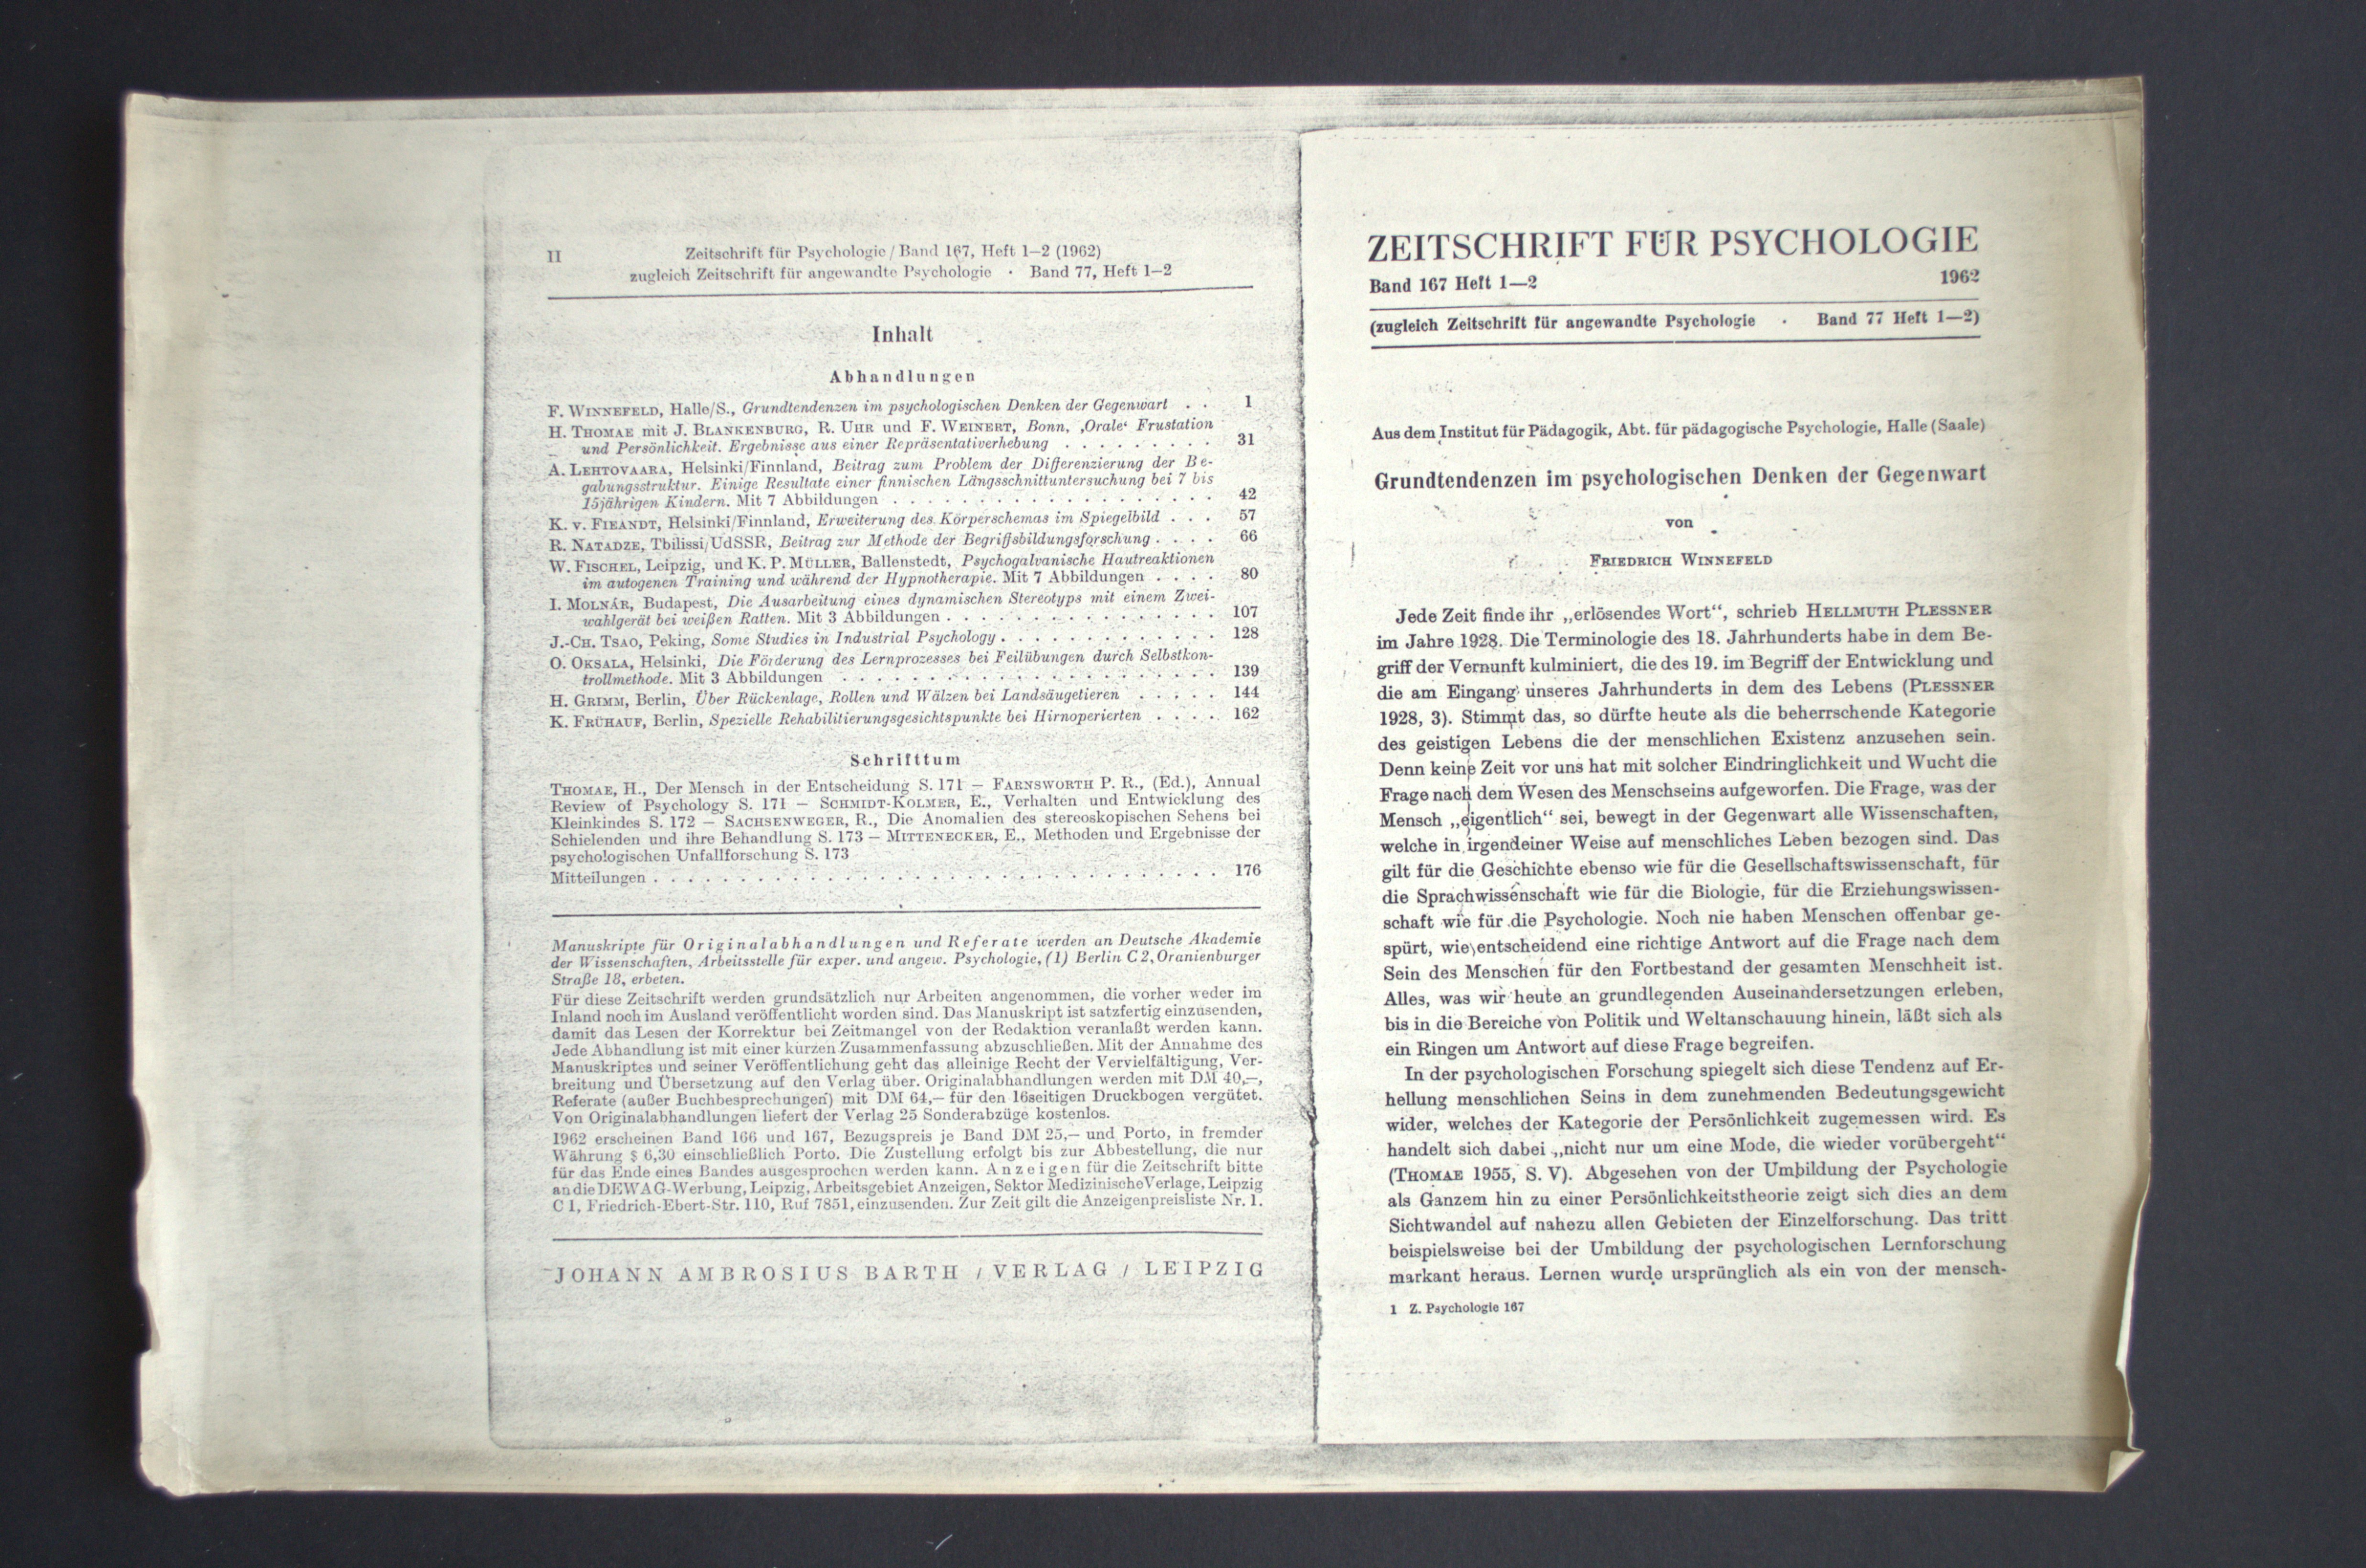 II
Zeitschrift für Psychologie / Band 167, Heft 1–2 (1962)
zugleich Zeitschrift für angewandte Psychologie · Band 77, Heft 1–2
Inhalt
Abhandlungen
F. WINNEFELD, Halle/S., Grundtendenzen im psychologischen Denken der Gegenwart . . 1
H. THOMAE mit J. BLANKENBURG, R. UHR und F. WEINERT, Bonn, ‚Orale‘ Frustation
und Persönlichkeit. Ergebnisse aus einer Repräsentativerhebung . . . . . . . . . 31
A. LEHTOVAARA, Helsinki/Finnland, Beitrag zum Problem der Differenzierung der Be-
gabungsstruktur. Einige Resultate einer finnischen Längsschnittuntersuchung bei 7 bis
15jährigen Kindern. Mit 7 Abbildungen . . . . . . . . . . . . . . . . . . 42
K. v. FIEANDT, Helsinki/Finnland, Erweiterung des Körperschemas im Spiegelbild . . . 57
R. NATADZE, Tbilissi/UdSSR, Beitrag zur Methode der Begriffsbildungsforschung . . . . 66
W. FISCHEL, Leipzig, und K. P. MÜLLER, Ballenstedt, Psychogalvanische Hautreaktionen
im autogenen Training und während der Hypnotherapie. Mit 7 Abbildungen . . . . 80
I. MOLNÁR, Budapest, Die Ausarbeitung eines dynamischen Stereotyps mit einem Zwei-
wahlgerät bei weißen Ratten. Mit 3 Abbildungen . . . . . . . . . . . . . . . 107
J.-CH. TSAO, Peking, Some Studies in Industrial Psychology . . . . . . . . . . . . 128
O. OKSALA, Helsinki, Die Förderung des Lernprozesses bei Feilübungen durch Selbstkon-
trollmethode. Mit 3 Abbildungen . . . . . . . . . . . . . . . . . . . . . 139
H. GRIMM, Berlin, Über Rückenlage, Rollen und Wälzen bei Landsäugetieren . . . . . 144
K. FRÜHAUF, Berlin, Spezielle Rehabilitierungsgesichtspunkte bei Hirnoperierten . . . . 162
Schrifttum
THOMAE, H., Der Mensch in der Entscheidung S. 171 – FARNSWORTH P. R., (Ed.), Annual
Review of Psychology S. 171 – SCHMIDT-KOLMER, E., Verhalten und Entwicklung des
Kleinkindes S. 172 – SACHSENWEGER, R., Die Anomalien des stereoskopischen Sehens bei
Schielenden und ihre Behandlung S. 173 – MITTENECKER, E., Methoden und Ergebnisse der
psychologischen Unfallforschung S. 173
Mitteilungen . . . . . . . . . . . . . . . . . . . . . . . . . . . . . . . . 176
Manuskripte für Originalabhandlungen und Referate werden an Deutsche Akademie
der Wissenschaften, Arbeitsstelle für exper. und angew. Psychologie, (1) Berlin C 2, Oranienburger
Straße 18, erbeten.
Für diese Zeitschrift werden grundsätzlich nur Arbeiten angenommen, die vorher weder im
Inland noch im Ausland veröffentlicht worden sind. Das Manuskript ist satzfertig einzusenden,
damit das Lesen der Korrektur bei Zeitmangel von der Redaktion veranlaßt werden kann.
Jede Abhandlung ist mit einer kurzen Zusammenfassung abzuschließen. Mit der Annahme des
Manuskriptes und seiner Veröffentlichung geht das alleinige Recht der Vervielfältigung, Ver-
breitung und Übersetzung auf den Verlag über. Originalabhandlungen werden mit DM 40,–,
Referate (außer Buchbesprechungen) mit DM 64,– für den 16seitigen Druckbogen vergütet.
Von Originalabhandlungen liefert der Verlag 25 Sonderabzüge kostenlos.
1962 erscheinen Band 166 und 167, Bezugspreis je Band DM 25,– und Porto, in fremder
Währung $ 6,30 einschließlich Porto. Die Zustellung erfolgt bis zur Abbestellung, die nur
für das Ende eines Bandes ausgesprochen werden kann. Anzeigen für die Zeitschrift bitte
an die DEWAG-Werbung, Leipzig, Arbeitsgebiet Anzeigen, Sektor Medizinische Verlage, Leipzig
C 1, Friedrich-Ebert-Str. 110, Ruf 7851, einzusenden. Zur Zeit gilt die Anzeigenpreisliste Nr. 1.
JOHANN AMBROSIUS BARTH / VERLAG / LEIPZIG
ZEITSCHRIFT FÜR PSYCHOLOGIE
Band 167 Heft 1—2 1962
(zugleich Zeitschrift für angewandte Psychologie · Band 77 Heft 1—2)
Aus dem Institut für Pädagogik, Abt. für pädagogische Psychologie, Halle (Saale)
Grundtendenzen im psychologischen Denken der Gegenwart
von
FRIEDRICH WINNEFELD
Jede Zeit finde ihr „erlösendes Wort“, schrieb HELLMUTH PLESSNER
im Jahre 1928. Die Terminologie des 18. Jahrhunderts habe in dem Be-
griff der Vernunft kulminiert, die des 19. im Begriff der Entwicklung und
die am Eingang unseres Jahrhunderts in dem des Lebens (PLESSNER
1928, 3). Stimmt das, so dürfte heute als die beherrschende Kategorie
des geistigen Lebens die der menschlichen Existenz anzusehen sein.
Denn keine Zeit vor uns hat mit solcher Eindringlichkeit und Wucht die
Frage nach dem Wesen des Menschseins aufgeworfen. Die Frage, was der
Mensch „eigentlich“ sei, bewegt in der Gegenwart alle Wissenschaften,
welche in irgendeiner Weise auf menschliches Leben bezogen sind. Das
gilt für die Geschichte ebenso wie für die Gesellschaftswissenschaft, für
die Sprachwissenschaft wie für die Biologie, für die Erziehungswissen-
schaft wie für die Psychologie. Noch nie haben Menschen offenbar ge-
spürt, wie entscheidend eine richtige Antwort auf die Frage nach dem
Sein des Menschen für den Fortbestand der gesamten Menschheit ist.
Alles, was wir heute an grundlegenden Auseinandersetzungen erleben,
bis in die Bereiche von Politik und Weltanschauung hinein, läßt sich als
ein Ringen um Antwort auf diese Frage begreifen.
In der psychologischen Forschung spiegelt sich diese Tendenz auf Er-
hellung menschlichen Seins in dem zunehmenden Bedeutungsgewicht
wider, welches der Kategorie der Persönlichkeit zugemessen wird. Es
handelt sich dabei „nicht nur um eine Mode, die wieder vorübergeht“
(THOMAE 1955, S. V). Abgesehen von der Umbildung der Psychologie
als Ganzem hin zu einer Persönlichkeitstheorie zeigt sich dies an dem
Sichtwandel auf nahezu allen Gebieten der Einzelforschung. Das tritt
beispielsweise bei der Umbildung der psychologischen Lernforschung
markant heraus. Lernen wurde ursprünglich als ein von der mensch-
1 Z. Psychologie 167